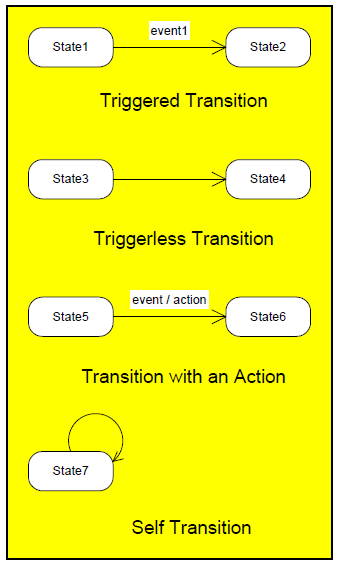 event1
State1
State2
Triggered Transition
State3
State4
Triggerless Transition
event / action
State5
State6
Transition with an Action
State7
Self Transition